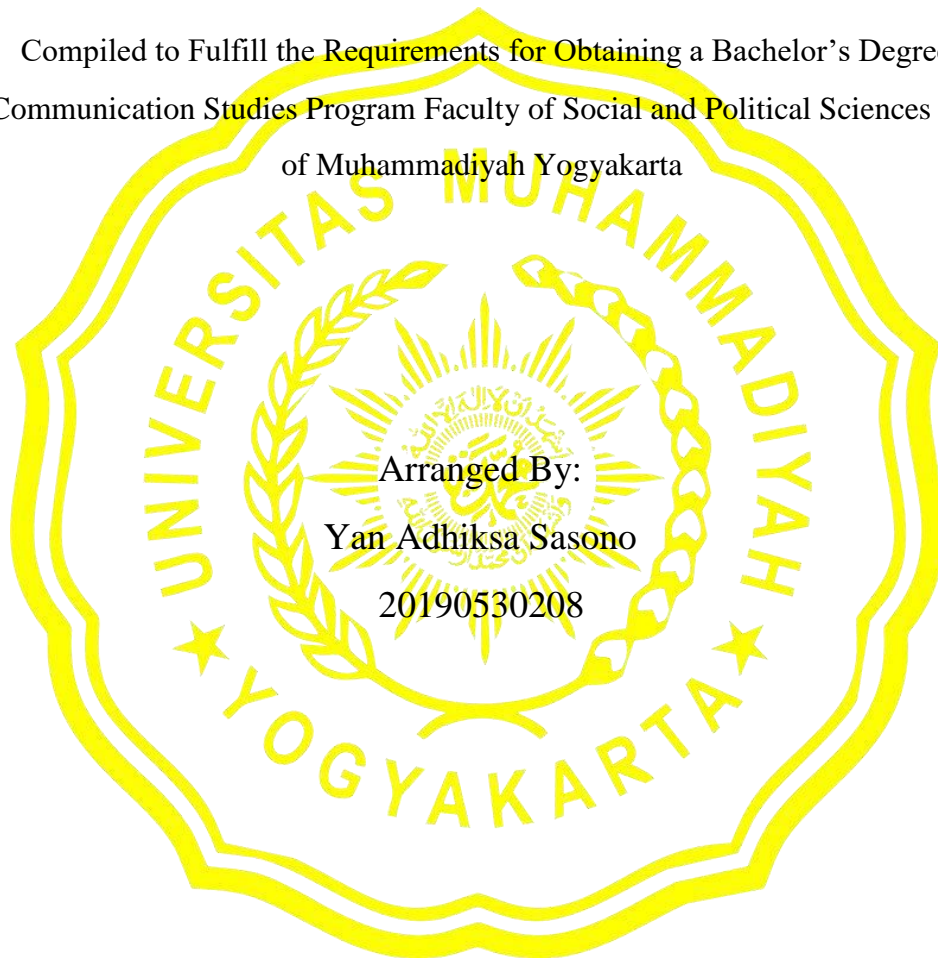 Compiled to Fulfill the Requirements for Obtaining a Bachelor’s Degre
Communication Studies Program Faculty of Social and Political Sciences
of Muhammadiyah Yogyakarta
UNIVERSITAS MUHAMMADIYAH
Arranged By:
Yan Adhiksa Sasono
20190530208
★ YOGYAKARTA ★